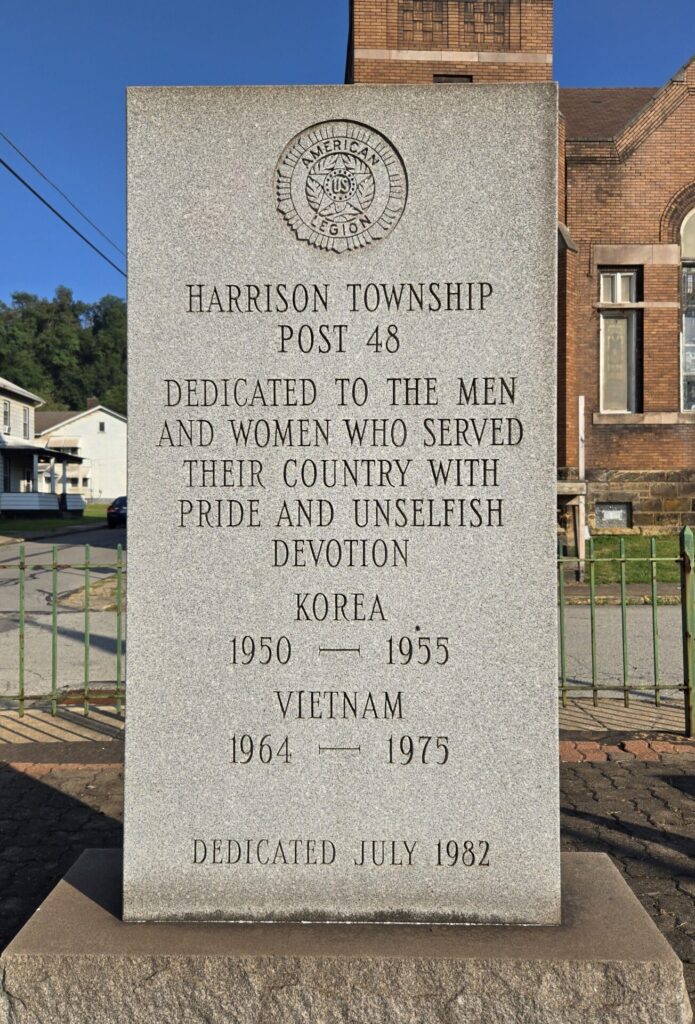 AMERICAN
US
LEGION
HARRISON TOWNSHIP
POST 48
DEDICATED TO THE MEN
AND WOMEN WHO SERVED
THEIR COUNTRY WITH
PRIDE AND UNSELFISH
DEVOTION
KOREA
1950 — 1955
VIETNAM
1964 — 1975
DEDICATED JULY 1982